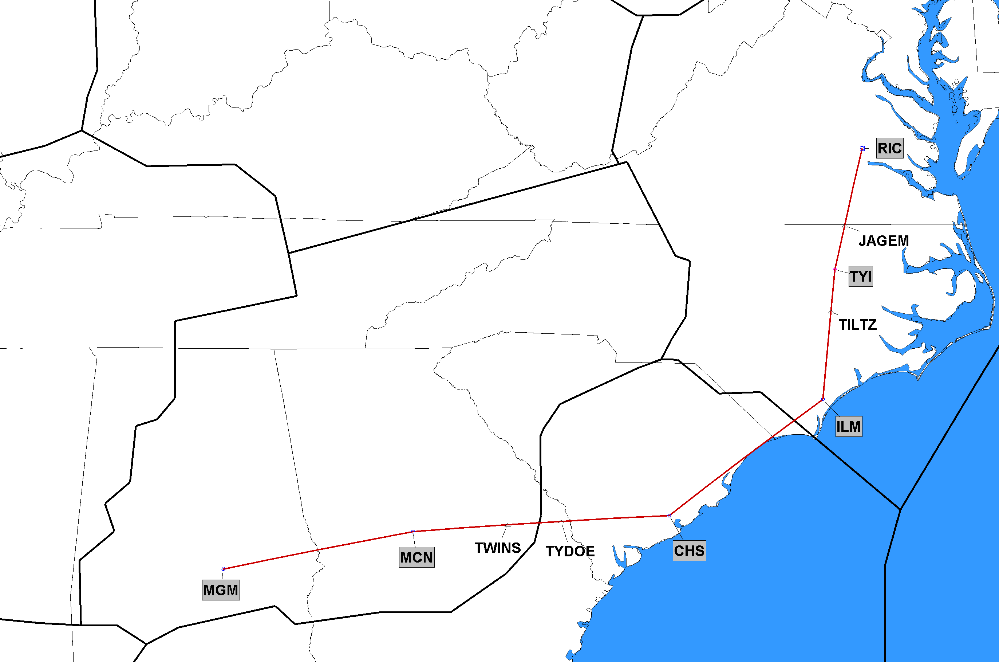 RIC
JAGEM
TYI
TILTZ
ILM
TWINS
TYDOE
CHS
MCN
MGM